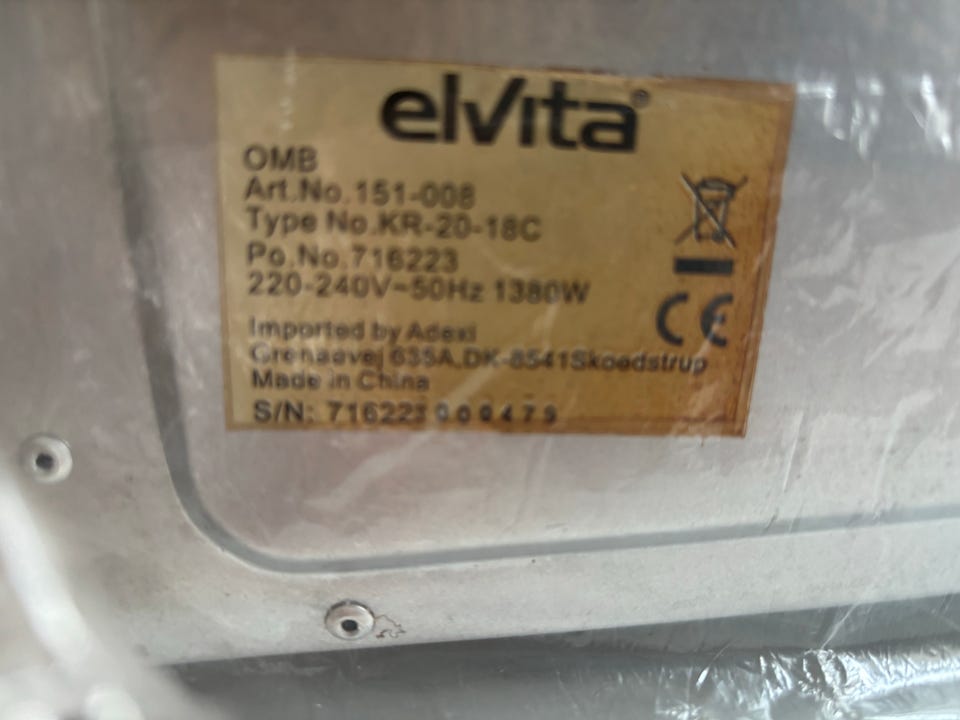 elvita®
OMB
Art.No.151-008
Type No.KR-20-18C
Po.No.716223
220-240V~50Hz 1380W
CE
Imported by Adexi
Grenaavej 635A.DK-8541Skoedstrup
Made in China
S/N: